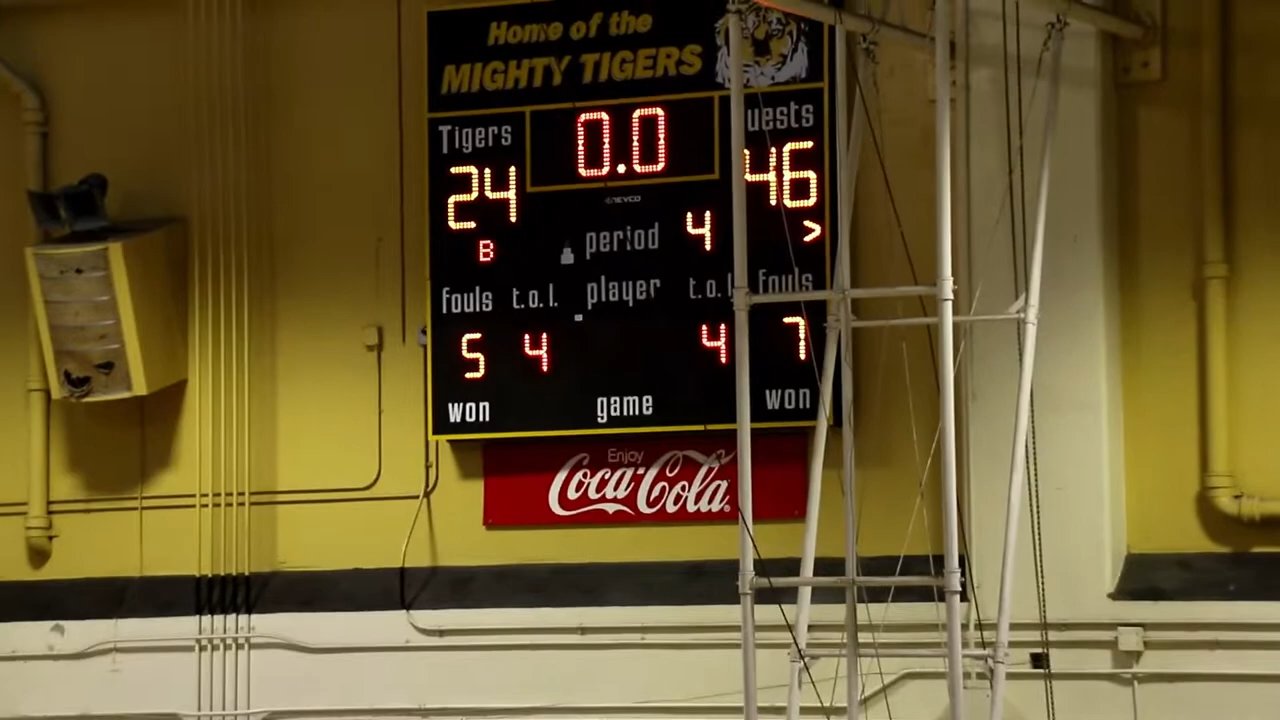 Home of the
MIGHTY TIGERS
Tigers 0.0 uests
24 46
NEVCO
B period 4 >
fouls t.o.l. player t.o.l fouls
5 4 4 7
won game won
Enjoy
Coca-Cola